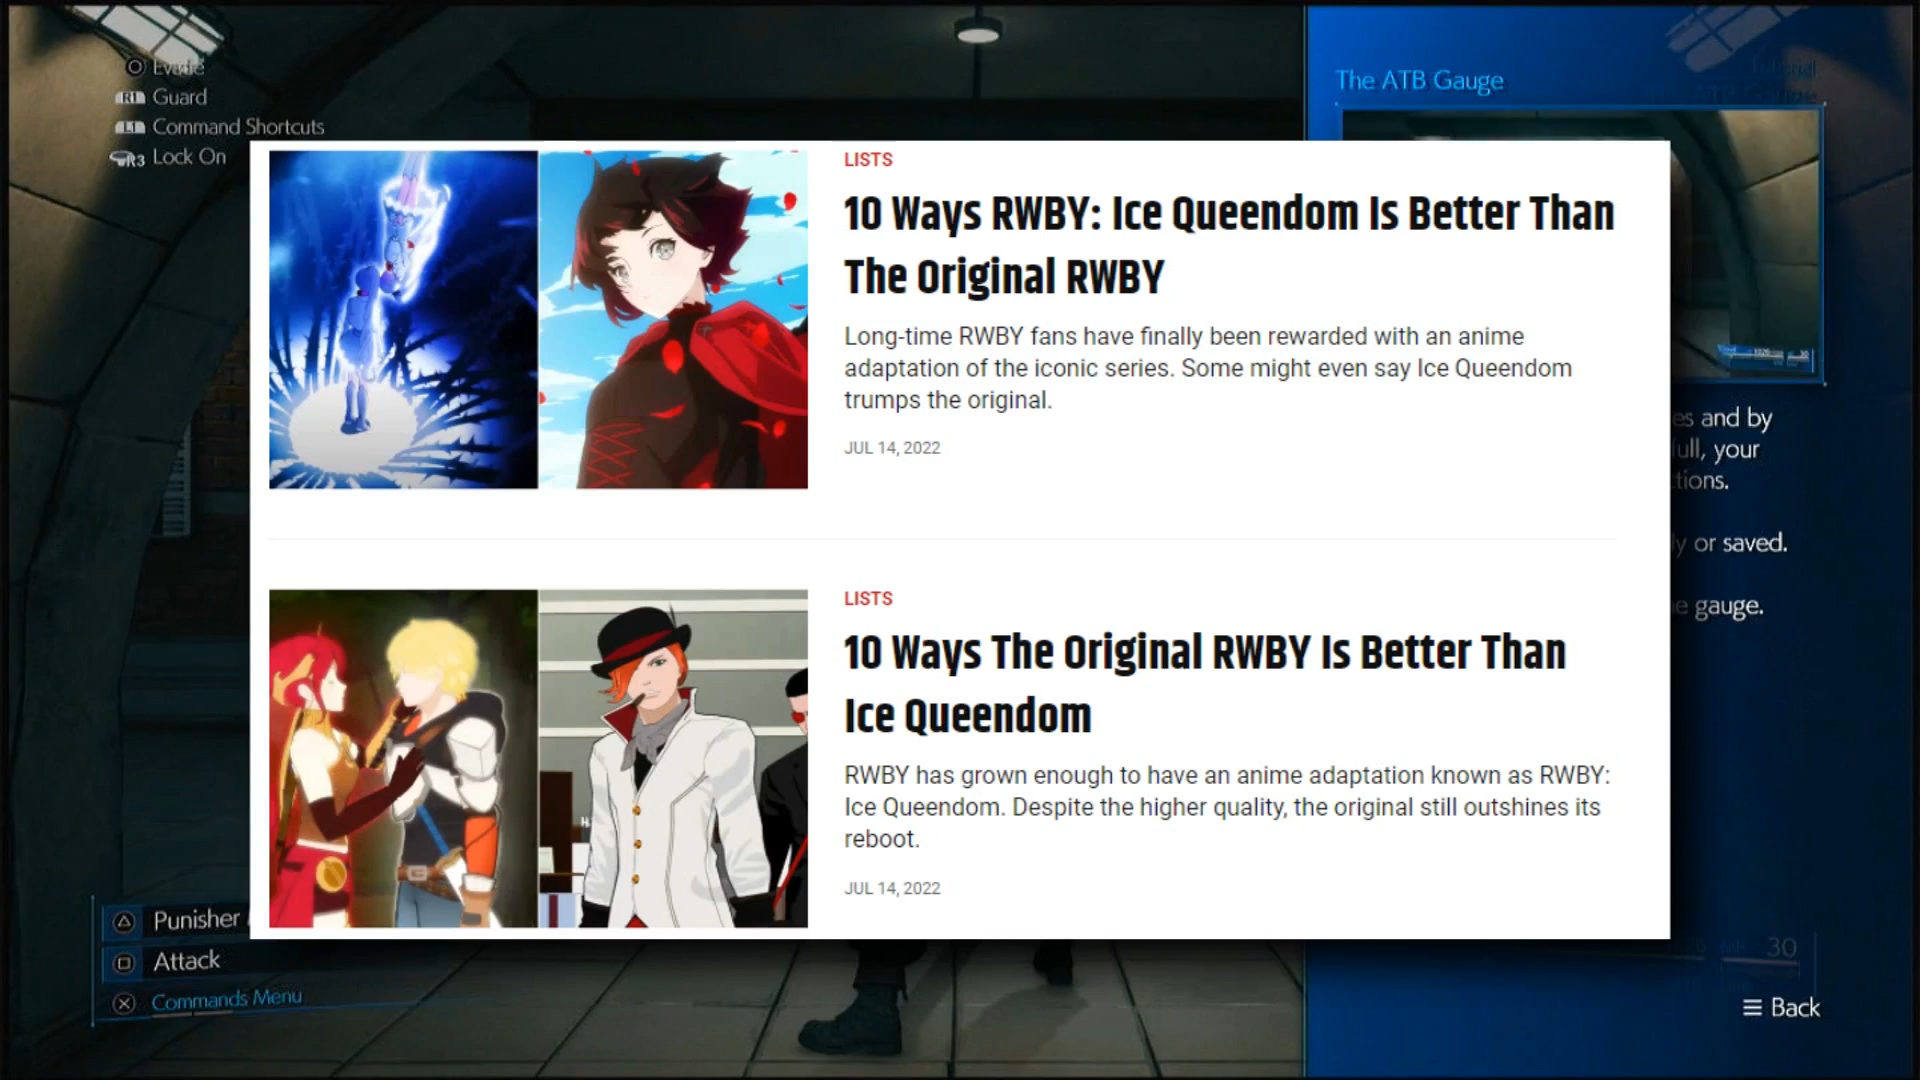 Evade
R1 Guard
L1 Command Shortcuts
R3 Lock On
The ATB Gauge
LISTS
10 Ways RWBY: Ice Queendom Is Better Than
The Original RWBY
Long-time RWBY fans have finally been rewarded with an anime
adaptation of the iconic series. Some might even say Ice Queendom
trumps the original.
JUL 14, 2022
and by
your
or saved.
gauge.
LISTS
10 Ways The Original RWBY Is Better Than
Ice Queendom
RWBY has grown enough to have an anime adaptation known as RWBY:
Ice Queendom. Despite the higher quality, the original still outshines its
reboot.
JUL 14, 2022
Punisher
Attack
Commands Menu
30
Back